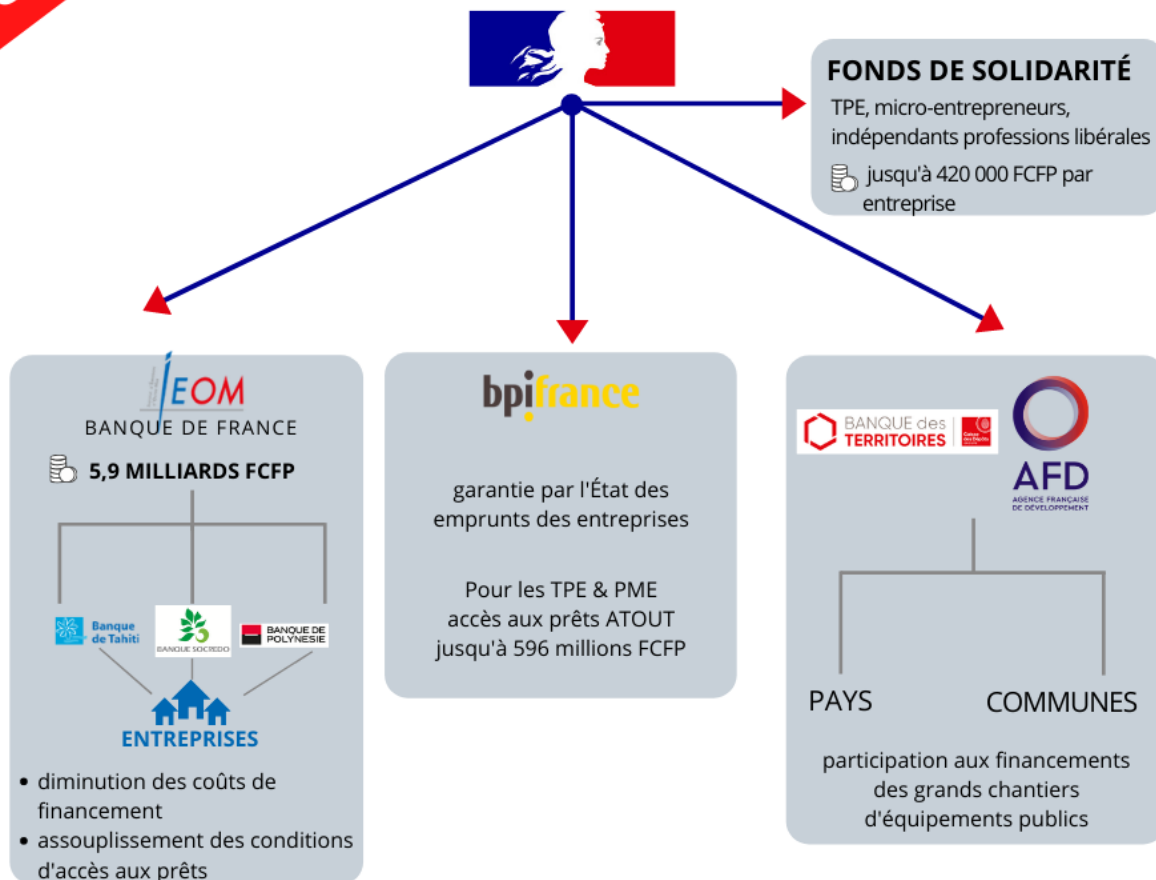 FONDS DE SOLIDARITÉ
TPE, micro-entrepreneurs,
indépendants professions libérales
jusqu'à 420 000 FCFP par
entreprise
IEOM
BANQUE DE FRANCE
5,9 MILLIARDS FCFP
Banque
de Tahiti
BANQUE SOCREDO
BANQUE DE
POLYNESIE
ENTREPRISES
• diminution des coûts de
financement
• assouplissement des conditions
d'accès aux prêts
bpifrance
garantie par l'État des
emprunts des entreprises
Pour les TPE & PME
accès aux prêts ATOUT
jusqu'à 596 millions FCFP
BANQUE des
TERRITOIRES
Caisse
des Dépôts
AFD
AGENCE FRANÇAISE
DE DÉVELOPPEMENT
PAYS
COMMUNES
participation aux financements
des grands chantiers
d'équipements publics